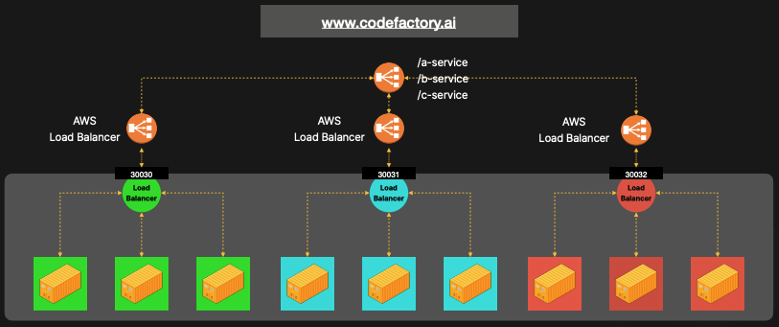 www.codefactory.ai
/a-service
/b-service
/c-service
AWS
Load Balancer
AWS
Load Balancer
AWS
Load Balancer
30030
Load
Balancer
30031
Load
Balancer
30032
Load
Balancer